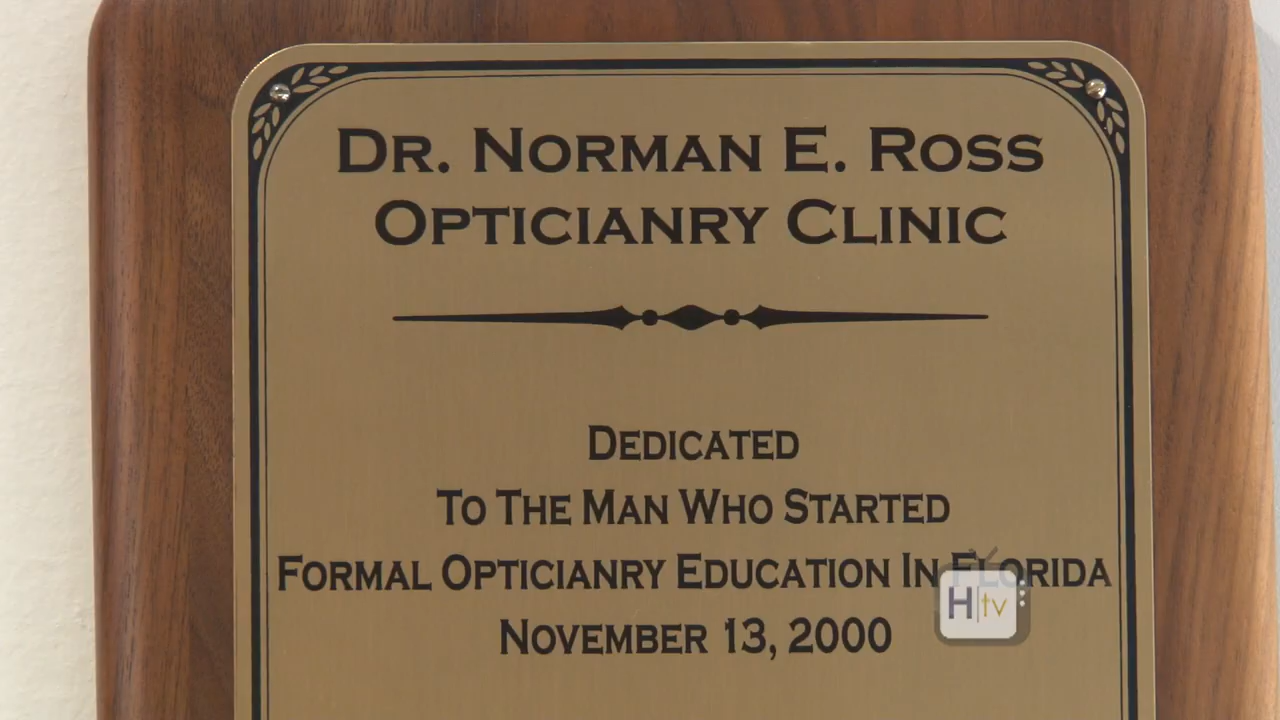 DR. NORMAN E. ROSS
OPTICIANRY CLINIC
DEDICATED
TO THE MAN WHO STARTED
FORMAL OPTICIANRY EDUCATION IN FLORIDA
NOVEMBER 13, 2000
H|tv